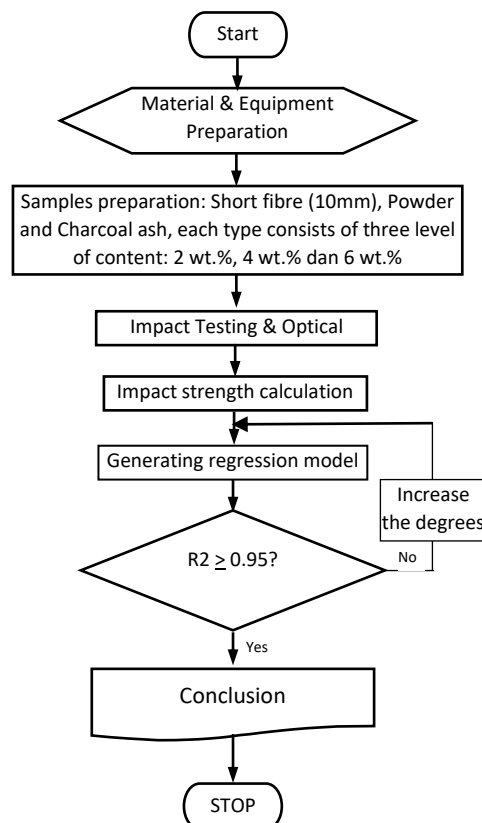 Start
Material & Equipment
Preparation
Samples preparation: Short fibre (10mm), Powder
and Charcoal ash, each type consists of three level
of content: 2 wt.%, 4 wt.% dan 6 wt.%
Impact Testing & Optical
Impact strength calculation
Generating regression model
Increase
the degrees
R2 ≥ 0.95?
No
Yes
Conclusion
STOP